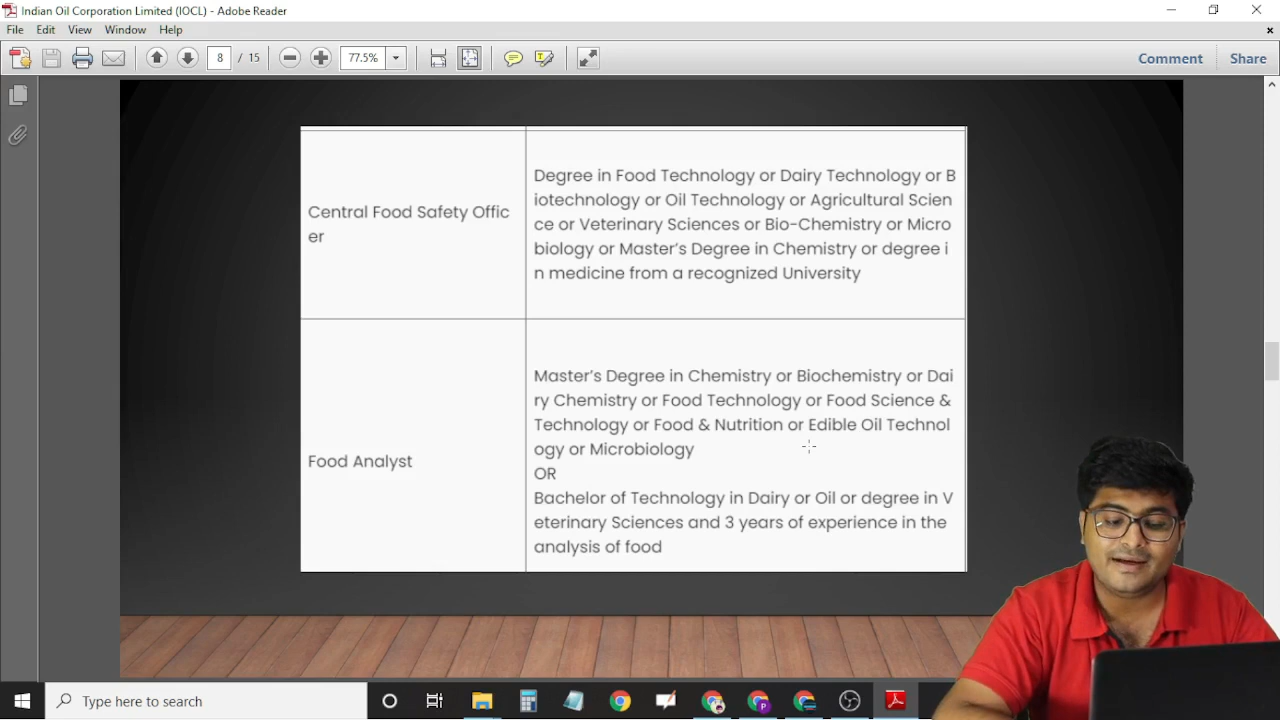 Indian Oil Corporation Limited (IOCL) - Adobe Reader
File Edit View Window Help
8 / 15 77.5% Comment Share
Central Food Safety Offic
er
Degree in Food Technology or Dairy Technology or B
iotechnology or Oil Technology or Agricultural Scien
ce or Veterinary Sciences or Bio-Chemistry or Micro
biology or Master's Degree in Chemistry or degree i
n medicine from a recognized University
Food Analyst
Master's Degree in Chemistry or Biochemistry or Dai
ry Chemistry or Food Technology or Food Science &
Technology or Food & Nutrition or Edible Oil Technol
ogy or Microbiology
OR
Bachelor of Technology in Dairy or Oil or degree in V
eterinary Sciences and 3 years of experience in the
analysis of food
Type here to search
P